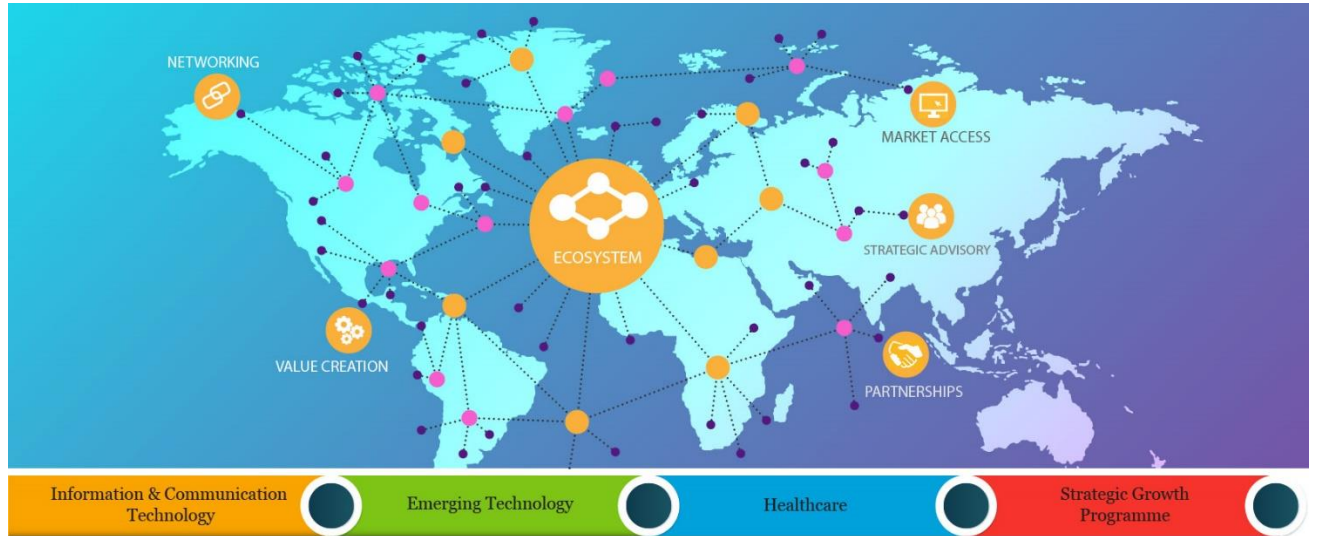 NETWORKING
MARKET ACCESS
STRATEGIC ADVISORY
ECOSYSTEM
VALUE CREATION
PARTNERSHIPS
Information & Communication
Technology
Emerging Technology
Healthcare
Strategic Growth
Programme